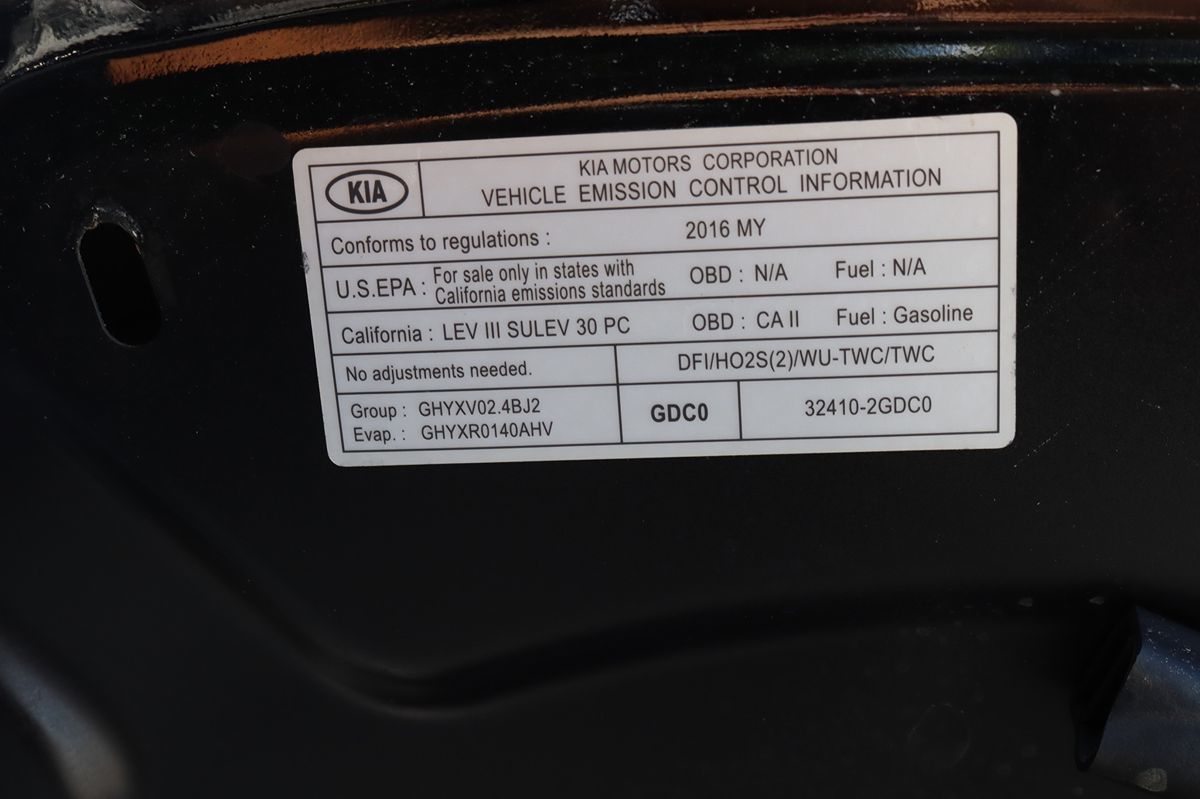 KIA
KIA MOTORS CORPORATION
VEHICLE EMISSION CONTROL INFORMATION
Conforms to regulations : 2016 MY
U.S.EPA : For sale only in states with
California emissions standards OBD : N/A Fuel : N/A
California : LEV III SULEV 30 PC OBD : CA II Fuel : Gasoline
No adjustments needed. DFI/HO2S(2)/WU-TWC/TWC
Group : GHYXV02.4BJ2
Evap. : GHYXR0140AHV
GDC0
32410-2GDC0